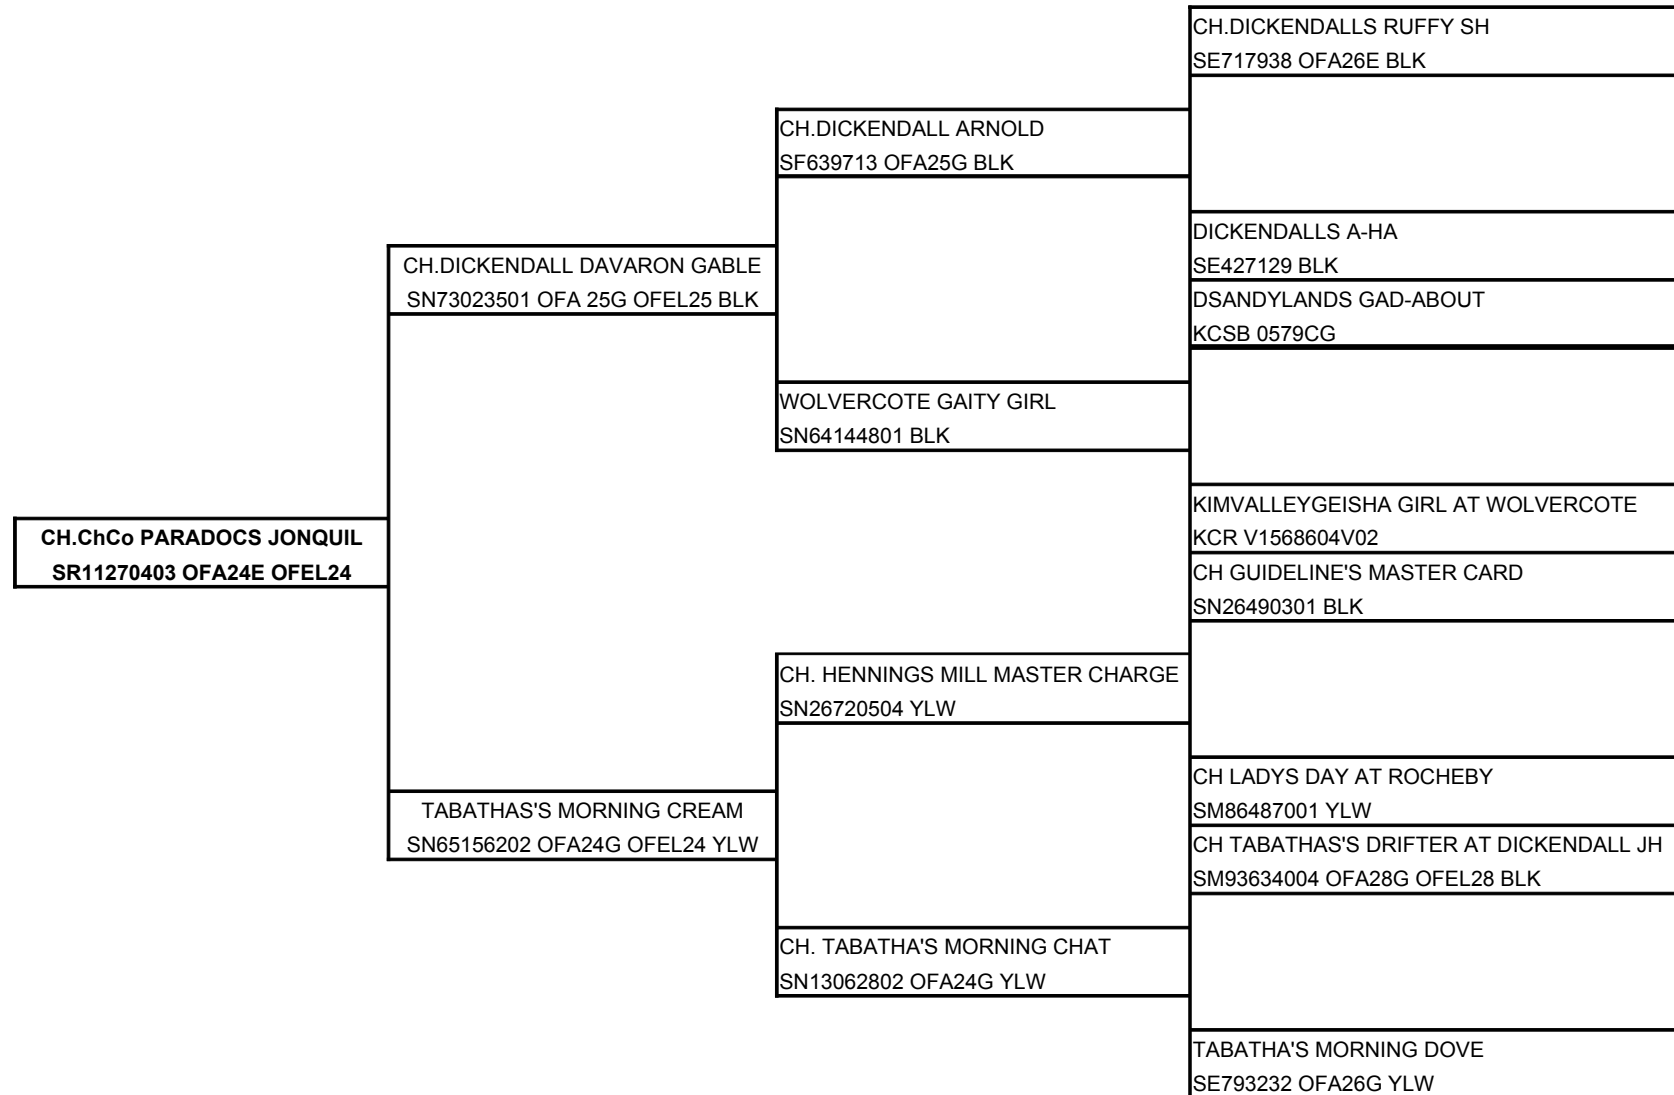 CH.DICKENDALLS RUFFY SH
SE717938 OFA26E BLK
CH.DICKENDALL ARNOLD
SF639713 OFA25G BLK
DICKENDALLS A-HA
SE427129 BLK
CH.DICKENDALL DAVARON GABLE
SN73023501 OFA 25G OFEL25 BLK
DSANDYLANDS GAD-ABOUT
KCSB 0579CG
WOLVERCOTE GAITY GIRL
SN64144801 BLK
KIMVALLEYGEISHA GIRL AT WOLVERCOTE
KCR V1568604V02
CH.ChCo PARADOCS JONQUIL
SR11270403 OFA24E OFEL24
CH GUIDELINE'S MASTER CARD
SN26490301 BLK
CH. HENNINGS MILL MASTER CHARGE
SN26720504 YLW
CH LADYS DAY AT ROCHEBY
SM86487001 YLW
TABATHAS'S MORNING CREAM
SN65156202 OFA24G OFEL24 YLW
CH TABATHAS'S DRIFTER AT DICKENDALL JH
SM93634004 OFA28G OFEL28 BLK
CH. TABATHA'S MORNING CHAT
SN13062802 OFA24G YLW
TABATHA'S MORNING DOVE
SE793232 OFA26G YLW